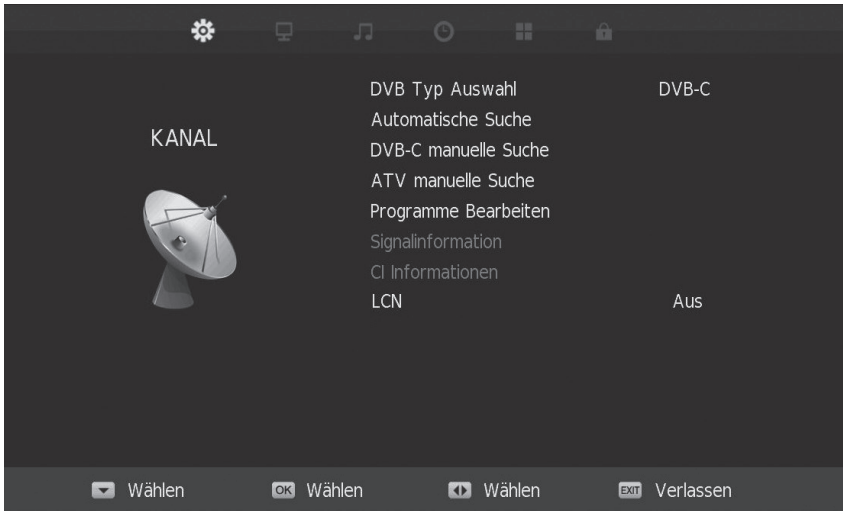 KANAL
DVB Typ Auswahl DVB-C
Automatische Suche
DVB-C manuelle Suche
ATV manuelle Suche
Programme Bearbeiten
Signalinformation
CI Informationen
LCN Aus
Wählen OK Wählen Wählen EXIT Verlassen